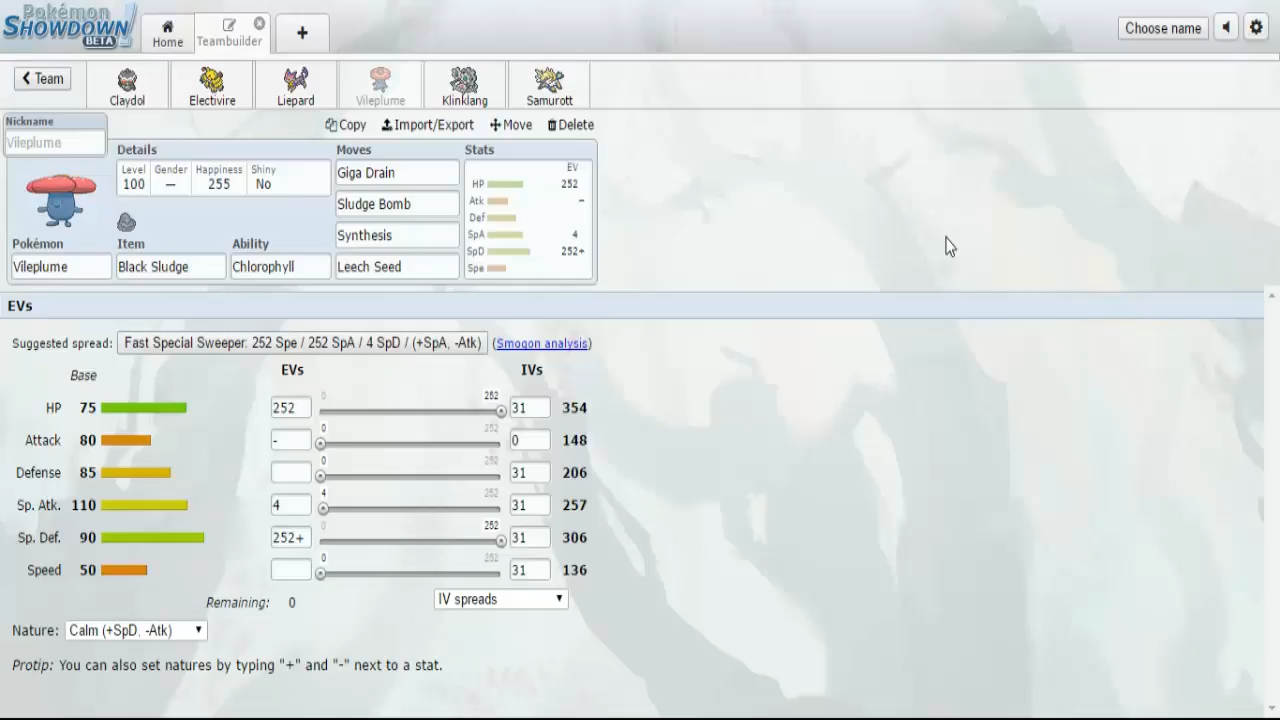 Pokémon
SHOWDOWN!
BETA
Home
Teambuilder
+
Choose name
Team
Claydol
Electivire
Liepard
Vileplume
Klinklang
Samurott
Nickname
Vileplume
Copy Import/Export Move Delete
Details
Level Gender Happiness Shiny
100 — 255 No
Pokémon
Vileplume
Item
Black Sludge
Ability
Chlorophyll
Moves
Giga Drain
Sludge Bomb
Synthesis
Leech Seed
Stats
EV
HP 252
Atk -
Def
SpA 4
SpD 252+
Spe
EVs
Suggested spread: Fast Special Sweeper: 252 Spe / 252 SpA / 4 SpD / (+SpA, -Atk) (Smogon analysis)
Base EVs IVs
HP 75 252 0 252 31 354
Attack 80 - 0 252 0 148
Defense 85 0 252 31 206
Sp. Atk. 110 4 4 252 31 257
Sp. Def. 90 252+ 0 252 31 306
Speed 50 0 252 31 136
Remaining: 0 IV spreads
Nature: Calm (+SpD, -Atk)
Protip: You can also set natures by typing "+" and "-" next to a stat.